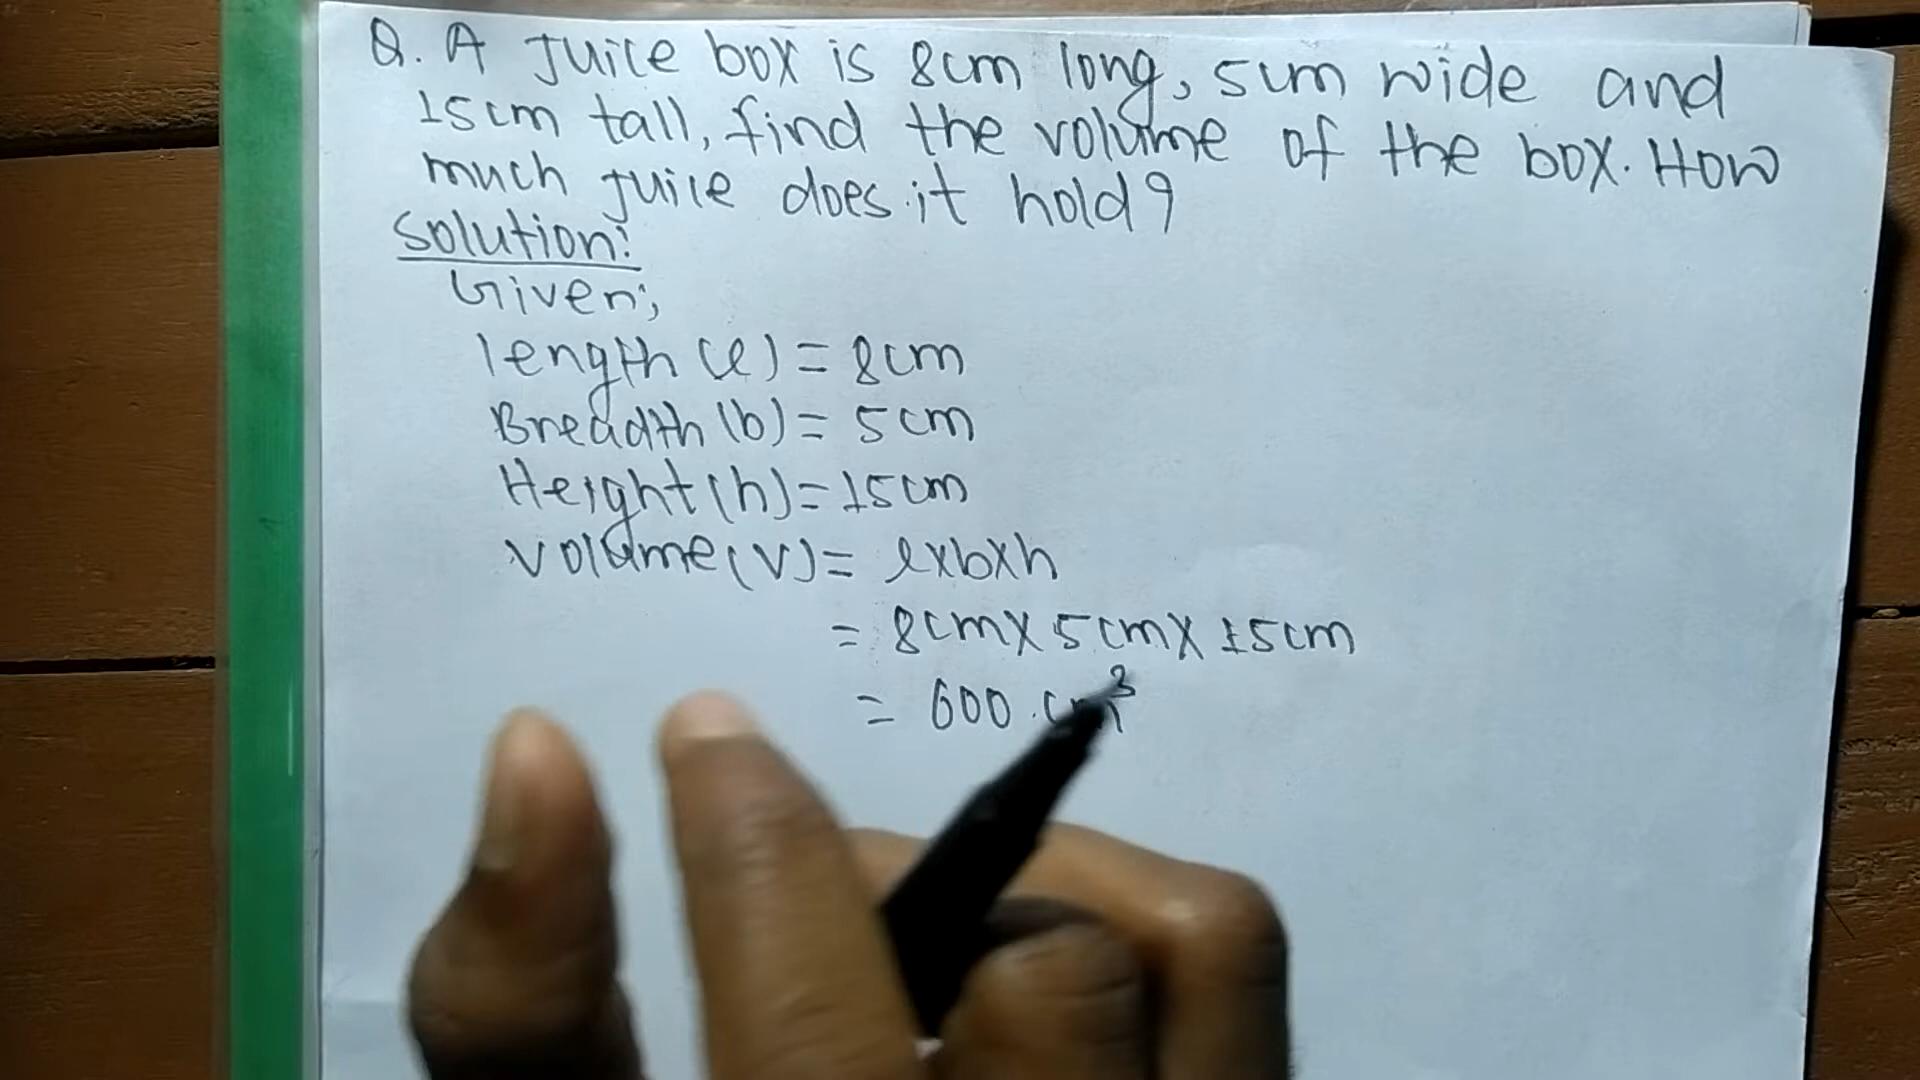 Q. A Juice box is 8cm long, 5cm wide and
15cm tall, find the volume of the box. How
much juice does it hold?
Solution:
Given;
length (l) = 8cm
Breadth (b) = 5cm
Height (h) = 15cm
Volume (V) = l×b×h
= 8cm × 5cm × 15cm
= 600 cm³